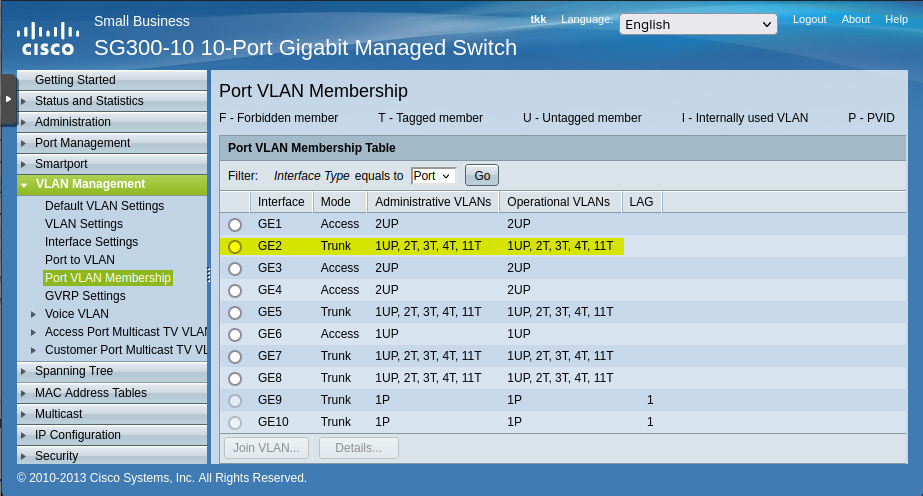 Small Business
tkk Language: English Logout About Help
CISCO
SG300-10 10-Port Gigabit Managed Switch
Getting Started
Status and Statistics
Administration
Port Management
Smartport
VLAN Management
Default VLAN Settings
VLAN Settings
Interface Settings
Port to VLAN
Port VLAN Membership
GVRP Settings
Voice VLAN
Access Port Multicast TV VLAN
Customer Port Multicast TV VL
Spanning Tree
MAC Address Tables
Multicast
IP Configuration
Security
Port VLAN Membership
F - Forbidden member T - Tagged member U - Untagged member I - Internally used VLAN P - PVID
Port VLAN Membership Table
Filter: Interface Type equals to Port Go
Interface Mode Administrative VLANs Operational VLANs LAG
GE1 Access 2UP 2UP
GE2 Trunk 1UP, 2T, 3T, 4T, 11T 1UP, 2T, 3T, 4T, 11T
GE3 Access 2UP 2UP
GE4 Access 2UP 2UP
GE5 Trunk 1UP, 2T, 3T, 4T, 11T 1UP, 2T, 3T, 4T, 11T
GE6 Access 1UP 1UP
GE7 Trunk 1UP, 2T, 3T, 4T, 11T 1UP, 2T, 3T, 4T, 11T
GE8 Trunk 1UP, 2T, 3T, 4T, 11T 1UP, 2T, 3T, 4T, 11T
GE9 Trunk 1P 1P 1
GE10 Trunk 1P 1P 1
Join VLAN... Details...
© 2010-2013 Cisco Systems, Inc. All Rights Reserved.